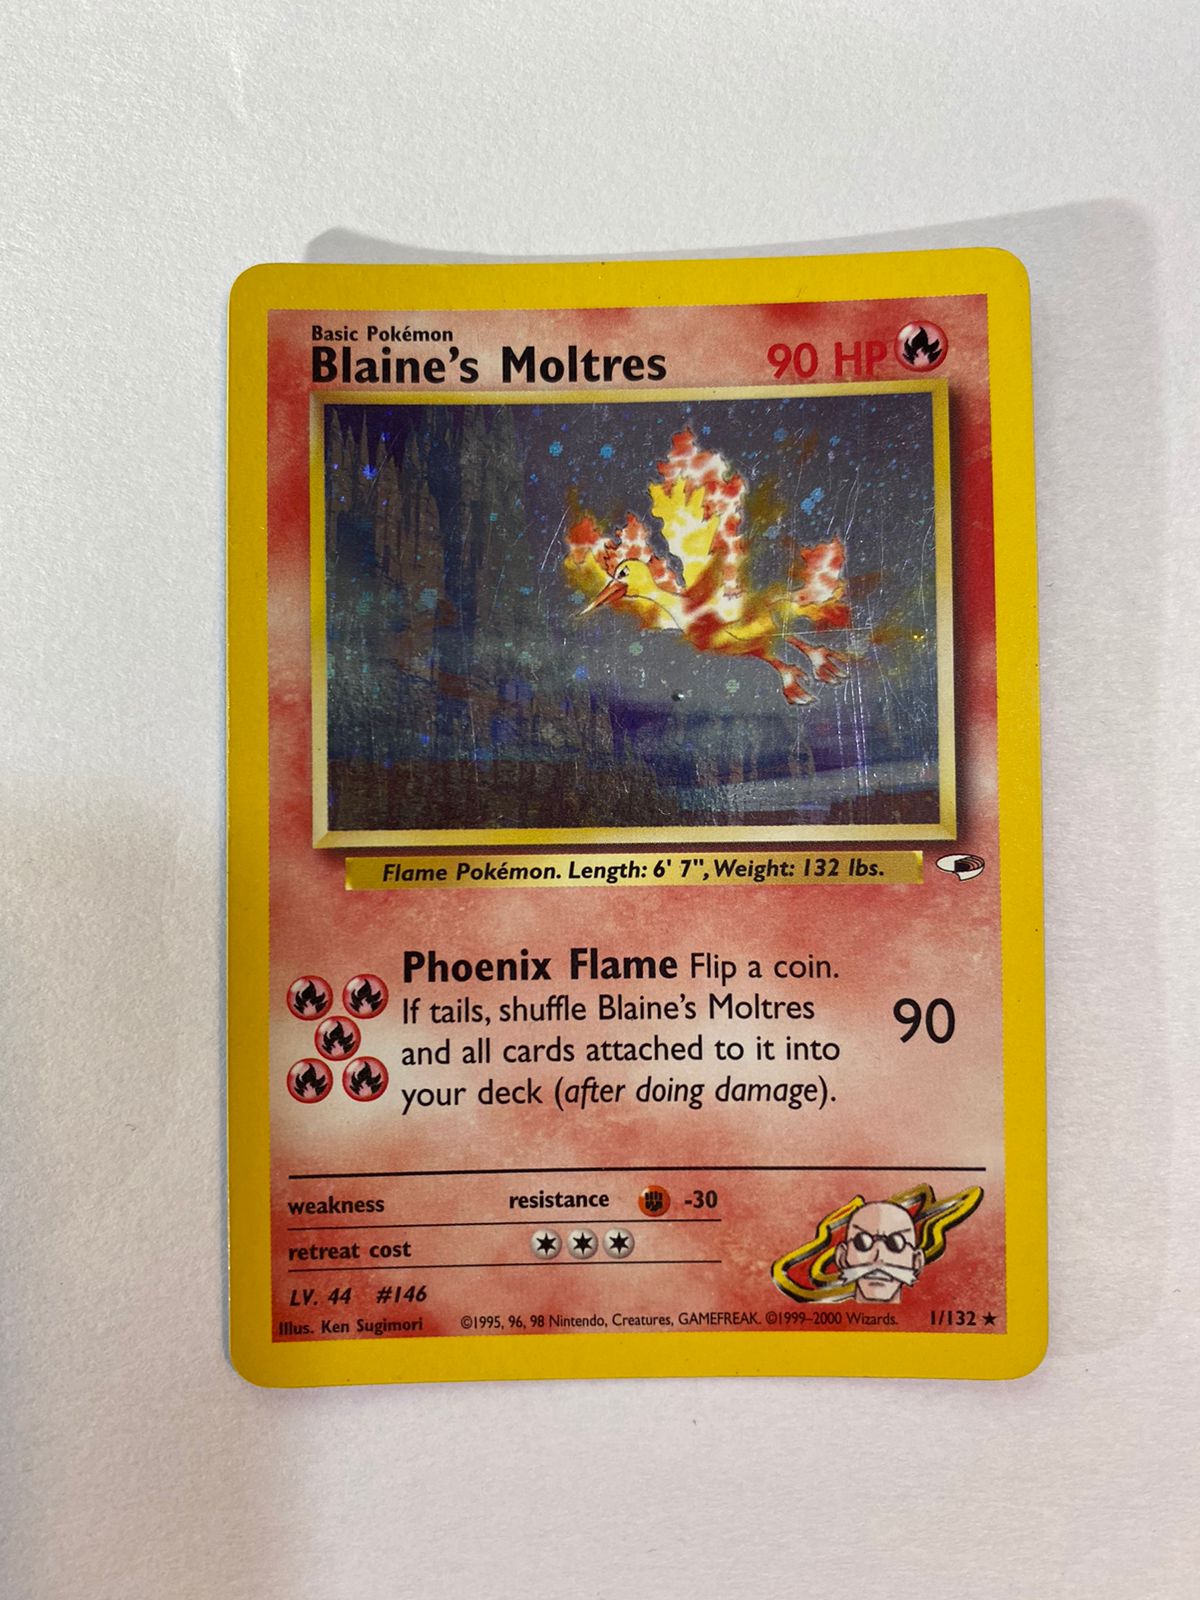 Basic Pokémon
Blaine's Moltres 90 HP
Flame Pokémon. Length: 6' 7", Weight: 132 lbs.
Phoenix Flame Flip a coin.
If tails, shuffle Blaine's Moltres
and all cards attached to it into
your deck (after doing damage).
90
weakness resistance -30
retreat cost
LV. 44 #146
Illus. Ken Sugimori ©1995, 96, 98 Nintendo, Creatures, GAMEFREAK. ©1999–2000 Wizards. 1/132 ★